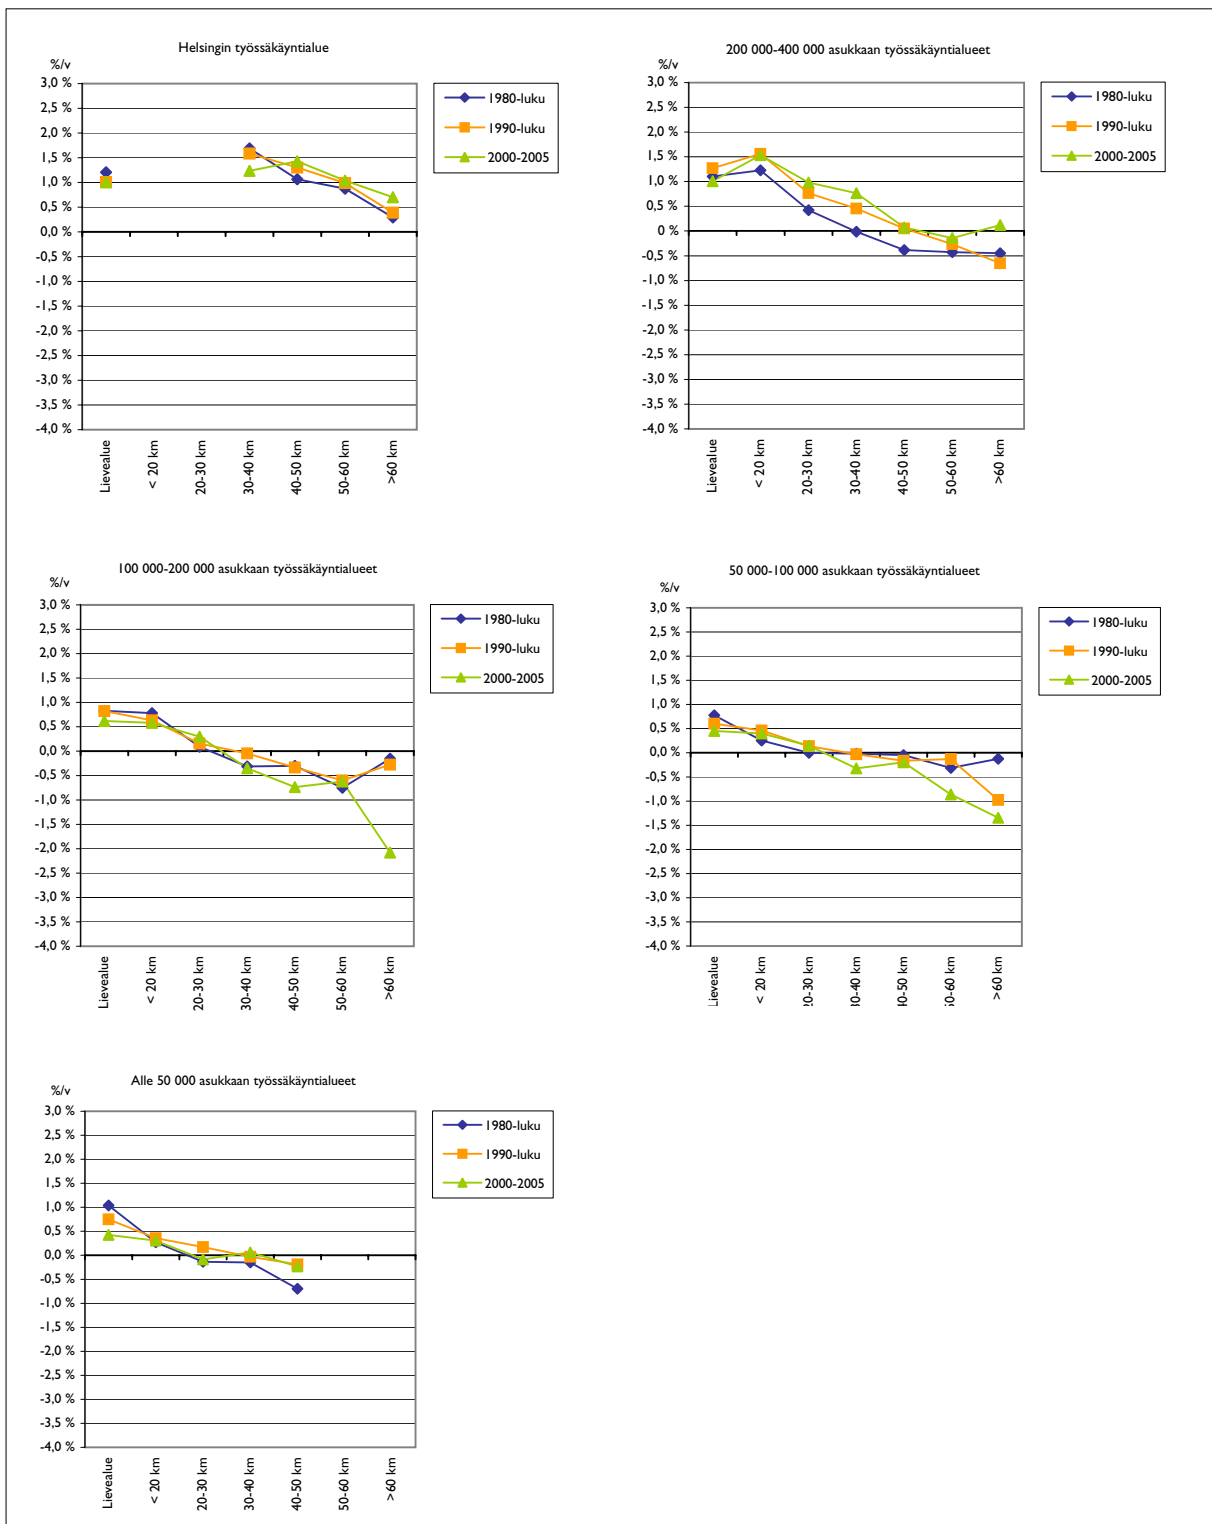 Helsingin työssäkäyntialue
%/v
3,0 %
2,5 %
2,0 %
1,5 %
1,0 %
0,5 %
0,0 %
-0,5 %
-1,0 %
-1,5 %
-2,0 %
-2,5 %
-3,0 %
-3,5 %
-4,0 %
Lievealue
< 20 km
20-30 km
30-40 km
40-50 km
50-60 km
>60 km
1980-luku
1990-luku
2000-2005
200 000-400 000 asukkaan työssäkäyntialueet
%/v
3,0 %
2,5 %
2,0 %
1,5 %
1,0 %
0,5 %
0,0 %
-0,5 %
-1,0 %
-1,5 %
-2,0 %
-2,5 %
-3,0 %
-3,5 %
-4,0 %
Lievealue
< 20 km
20-30 km
30-40 km
40-50 km
50-60 km
>60 km
1980-luku
1990-luku
2000-2005
100 000-200 000 asukkaan työssäkäyntialueet
%/v
3,0 %
2,5 %
2,0 %
1,5 %
1,0 %
0,5 %
0,0 %
-0,5 %
-1,0 %
-1,5 %
-2,0 %
-2,5 %
-3,0 %
-3,5 %
-4,0 %
Lievealue
< 20 km
20-30 km
30-40 km
40-50 km
50-60 km
>60 km
1980-luku
1990-luku
2000-2005
50 000-100 000 asukkaan työssäkäyntialueet
%/v
3,0 %
2,5 %
2,0 %
1,5 %
1,0 %
0,5 %
0,0 %
-0,5 %
-1,0 %
-1,5 %
-2,0 %
-2,5 %
-3,0 %
-3,5 %
-4,0 %
Lievealue
< 20 km
20-30 km
30-40 km
40-50 km
50-60 km
>60 km
1980-luku
1990-luku
2000-2005
Alle 50 000 asukkaan työssäkäyntialueet
%/v
3,0 %
2,5 %
2,0 %
1,5 %
1,0 %
0,5 %
0,0 %
-0,5 %
-1,0 %
-1,5 %
-2,0 %
-2,5 %
-3,0 %
-3,5 %
-4,0 %
Lievealue
< 20 km
20-30 km
30-40 km
40-50 km
50-60 km
>60 km
1980-luku
1990-luku
2000-2005